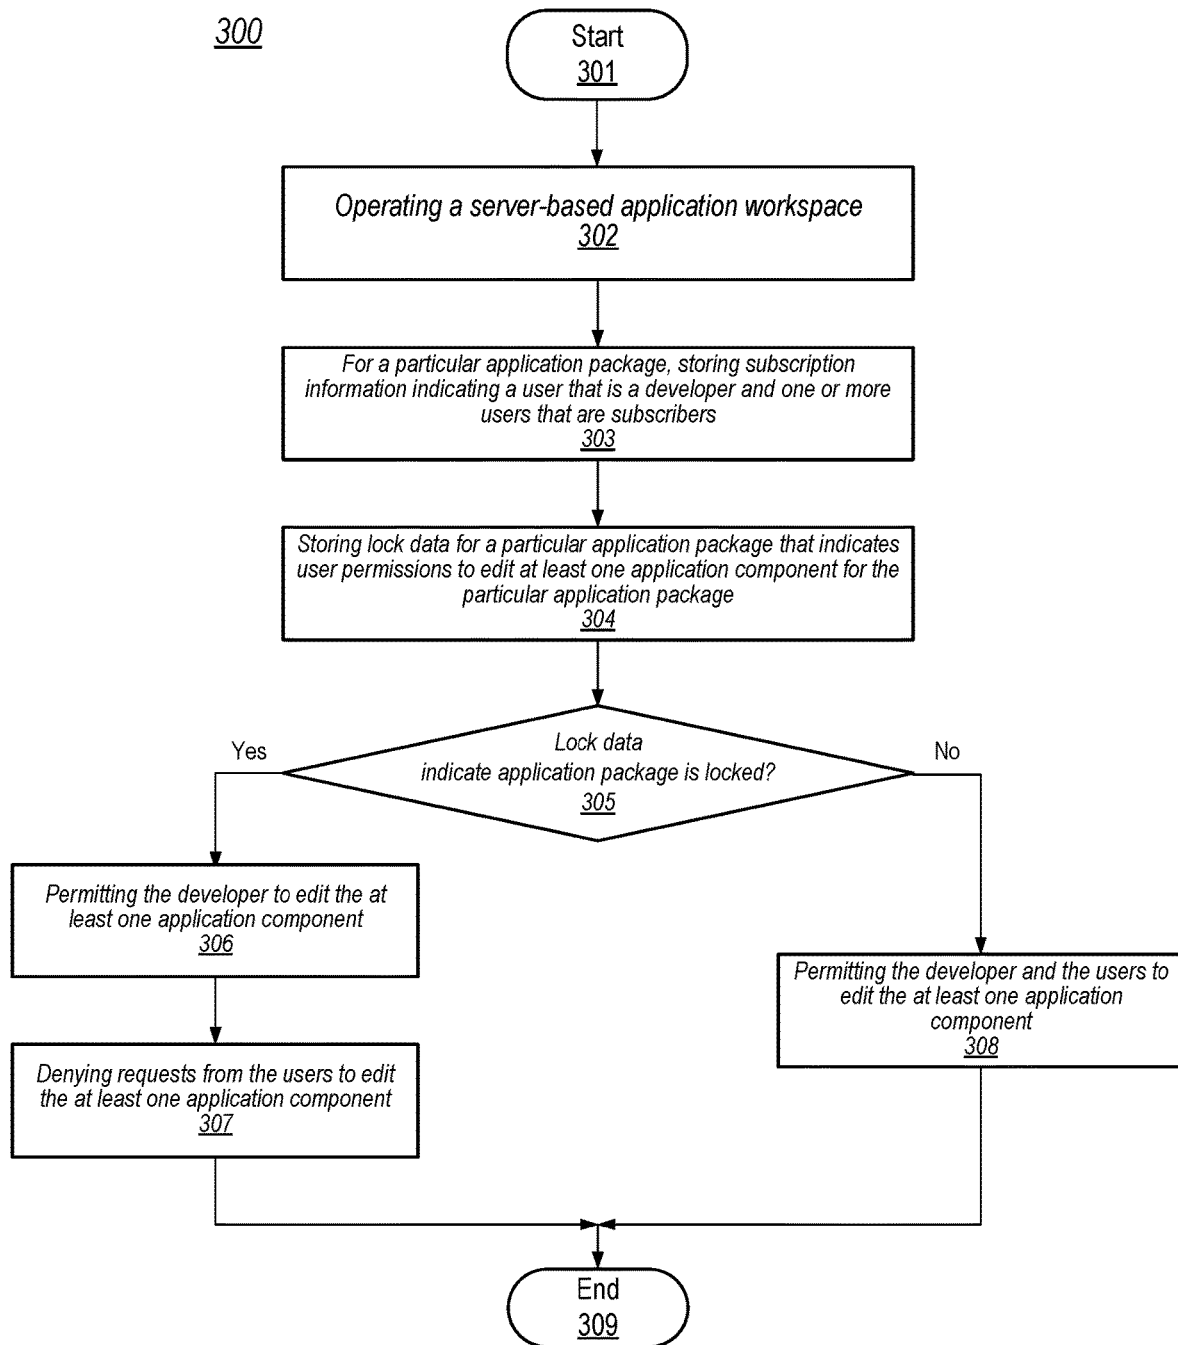 300
Start
301
Operating a server-based application workspace
302
For a particular application package, storing subscription
information indicating a user that is a developer and one or more
users that are subscribers
303
Storing lock data for a particular application package that indicates
user permissions to edit at least one application component for the
particular application package
304
Lock data
indicate application package is locked?
305
Yes
No
Permitting the developer to edit the at
least one application component
306
Denying requests from the users to edit
the at least one application component
307
Permitting the developer and the users to
edit the at least one application
component
308
End
309